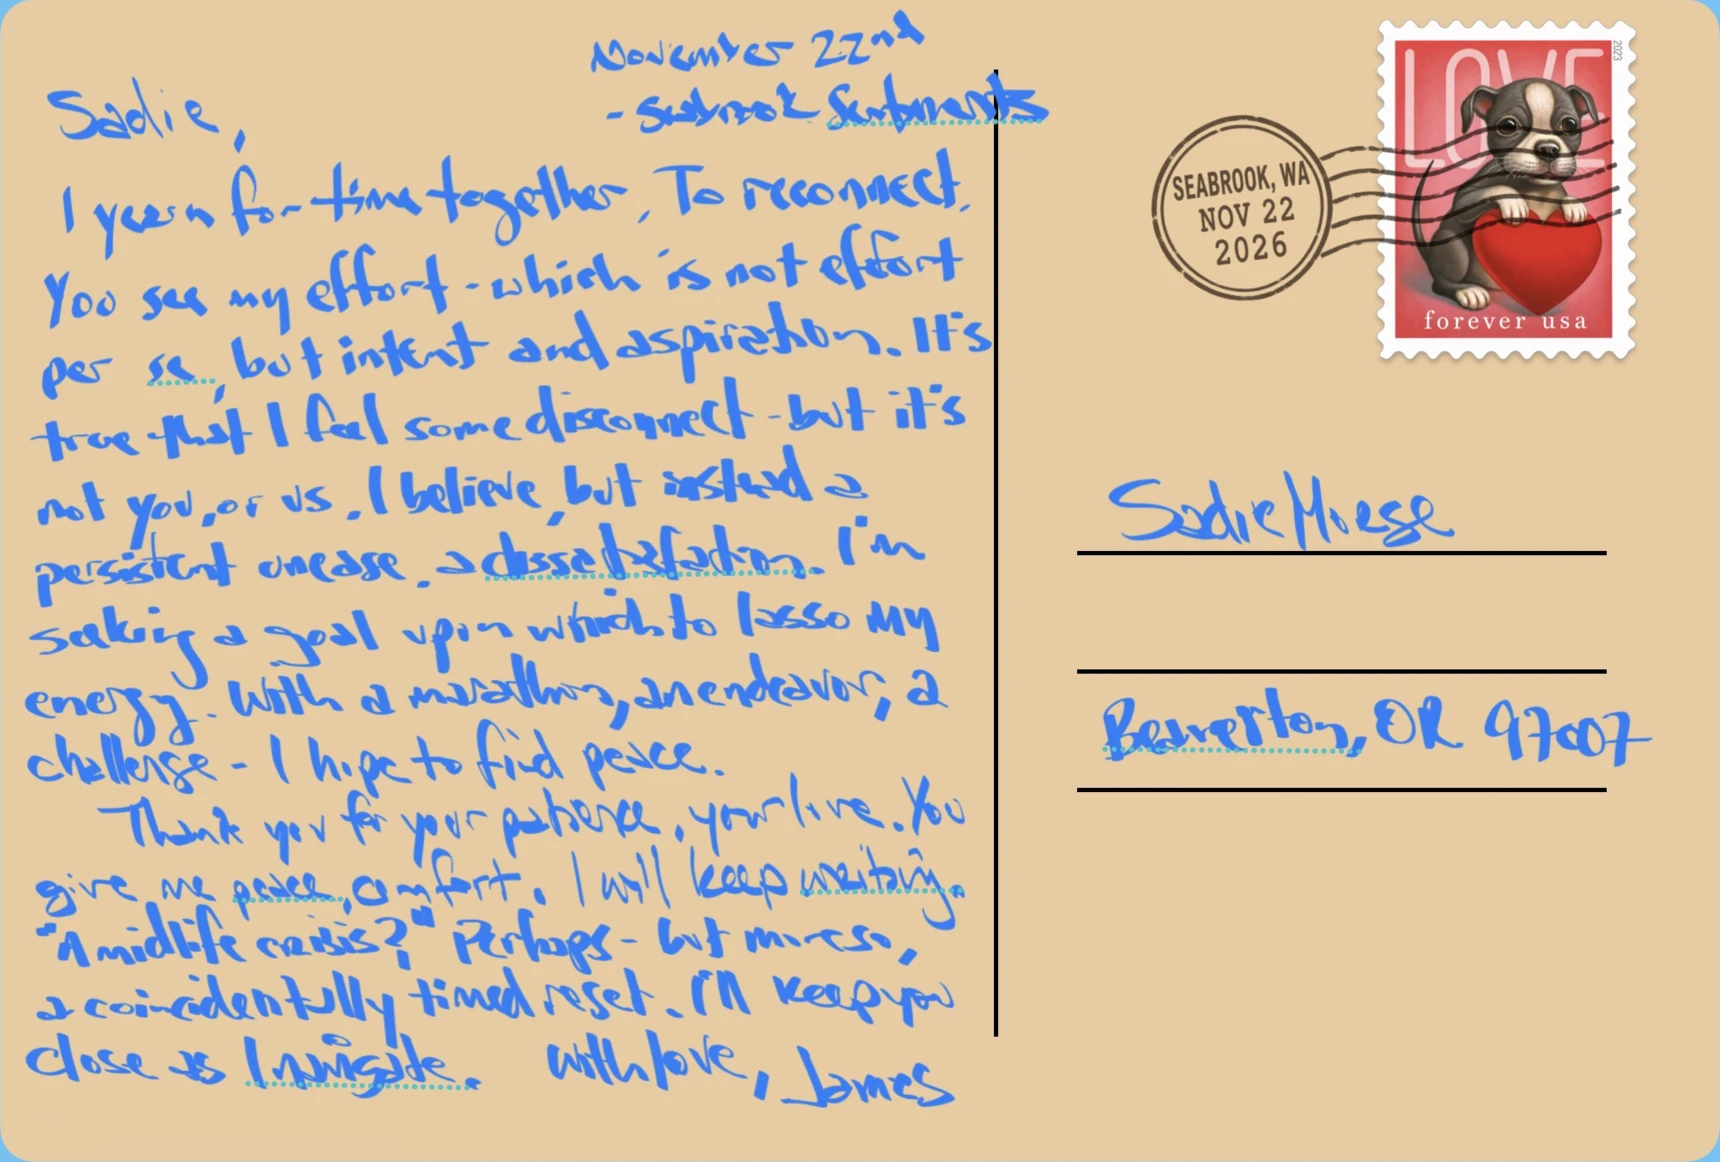 November 22nd
- Seabrook Sentiments
Sadie,
I yearn for time together. To reconnect.
You see my effort - which is not effort
per se, but intent and aspiration. It's
true that I feel some disconnect - but it's
not you, or us, I believe, but instead a
persistent unease, a dissatisfaction. I'm
seeking a goal upon which to lasso my
energy. With a marathon, an endeavor, a
challenge - I hope to find peace.
Thank you for your patience, your love. You
give me peace, comfort. I will keep writing.
"A midlife crisis?" Perhaps - but more so,
a coincidentally timed reset. I'll keep you
close as I navigate. With love, James
LOVE
2023
forever usa
SEABROOK, WA
NOV 22
2026
Sadie Morse
Beaverton, OR 97007